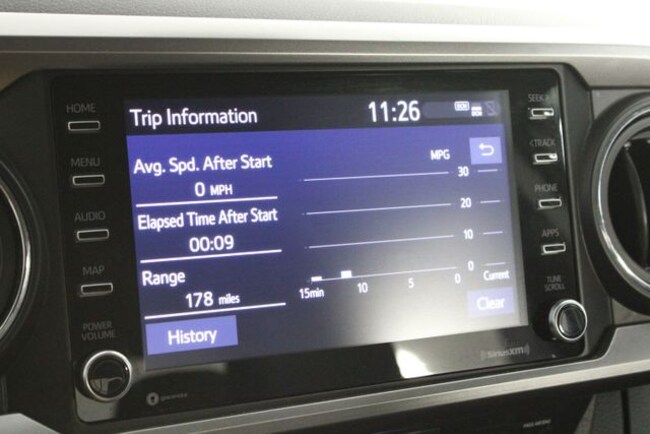 HOME
MENU
AUDIO
MAP
POWER
VOLUME
Trip Information 11:26
Avg. Spd. After Start
0 MPH
Elapsed Time After Start
00:09
Range
178 miles
History
MPG
30
20
10
0 0
15min 10 5 0 Current
Clear
SEEK
TRACK
PHONE
APPS
TUNE
SCROLL
SiriusXM